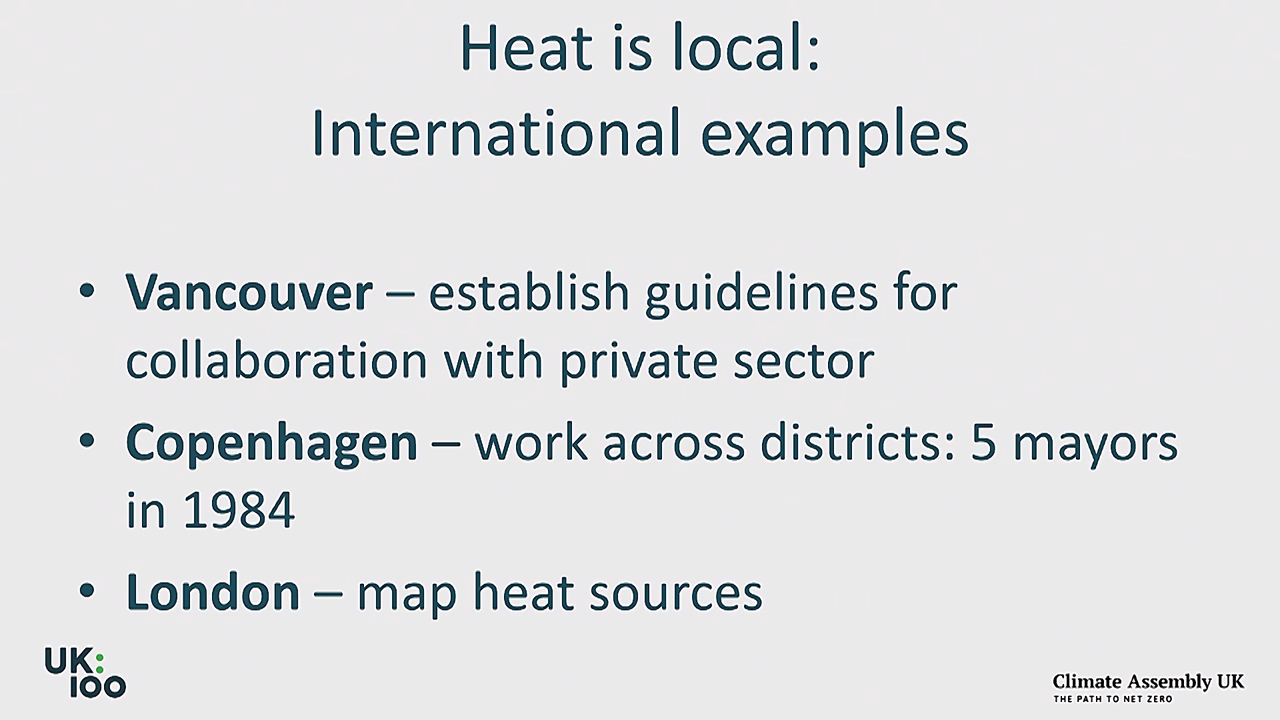 Heat is local:
International examples
• Vancouver – establish guidelines for
collaboration with private sector
• Copenhagen – work across districts: 5 mayors
in 1984
• London – map heat sources
UK:
100
Climate Assembly UK
THE PATH TO NET ZERO